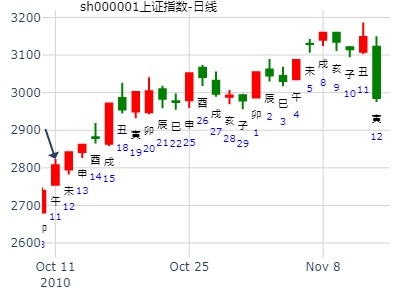 sh000001上证指数-日线
3200
3100
3000
2900
2800
2700
2600
午
11
未
12
申
13
酉
14
戌
15
丑
18
寅
19
卯
20
辰
21
巳
22
申
25
酉
26
戌
27
亥
28
子
29
卯
1
辰
2
巳
3
午
4
未
5
戌
8
亥
9
子
10
丑
11
寅
12
Oct 11
2010
Oct 25
Nov 8